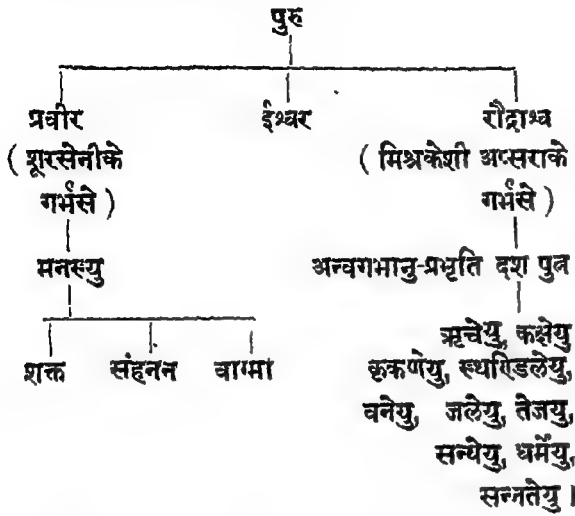 पुरु
प्रवीर ईश्वर रौद्राश्व
( शूरसेनीके ( मिश्रकेशी अप्सराके
गर्भसे ) गर्भसे )
मनस्यु अन्वगभानु-प्रभृति दश पुत्र
ऋचेयु, कक्षेयु
शक्त संहनन वाग्मी कृकणेयु, स्थण्डिलेयु,
वनेयु, जलेयु, तेजयु,
सत्येयु, धर्मेयु,
सन्नतेयु।